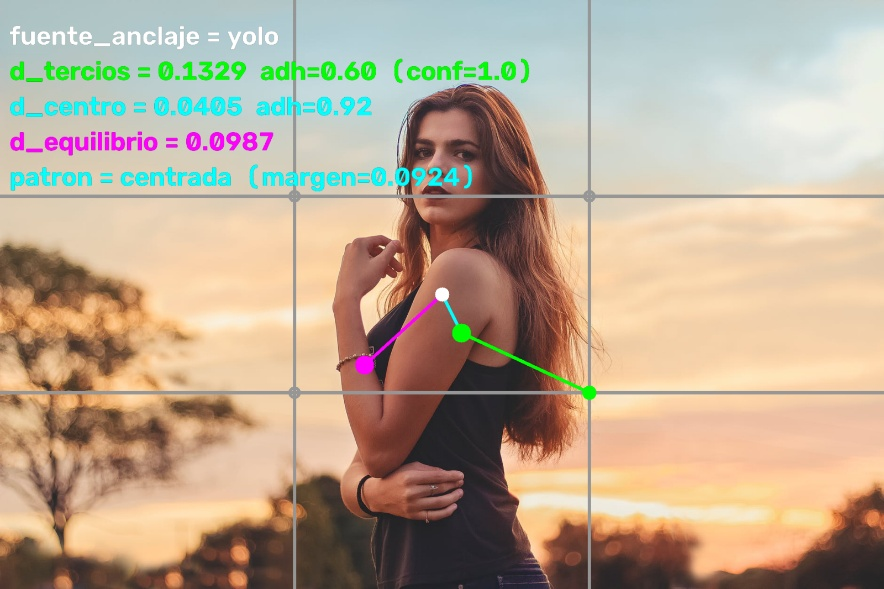 fuente_anclaje = yolo
d_tercios = 0.1329 adh=0.60 (conf=1.0)
d_centro = 0.0405 adh=0.92
d_equilibrio = 0.0987
patron = centrada (margen=0.0924)